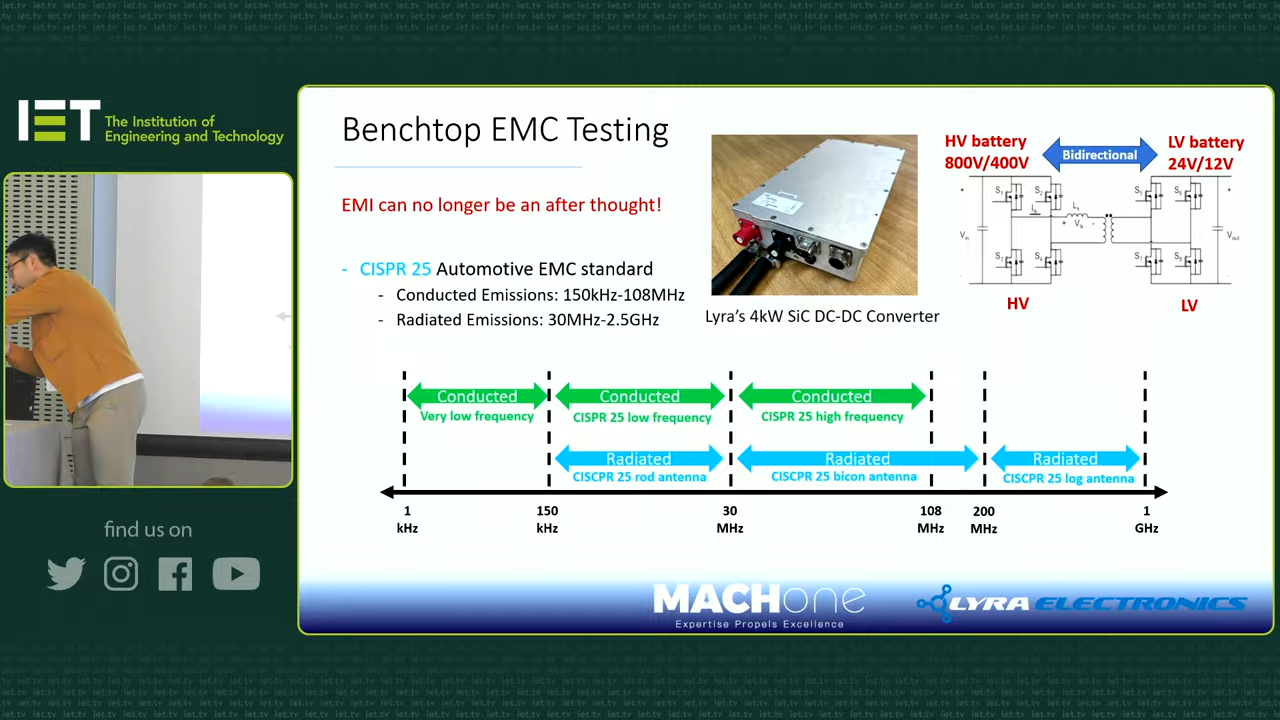 IET The Institution of
Engineering and Technology
Benchtop EMC Testing
EMI can no longer be an after thought!
- CISPR 25 Automotive EMC standard
- Conducted Emissions: 150kHz-108MHz
- Radiated Emissions: 30MHz-2.5GHz
Lyra's 4kW SiC DC-DC Converter
HV battery
800V/400V
Bidirectional
LV battery
24V/12V
HV
LV
Conducted
Very low frequency
Conducted
CISPR 25 low frequency
Conducted
CISPR 25 high frequency
Radiated
CISCPR 25 rod antenna
Radiated
CISCPR 25 bicon antenna
Radiated
CISCPR 25 log antenna
1
kHz
150
kHz
30
MHz
108
MHz
200
MHz
1
GHz
find us on
MACHone
Expertise Propels Excellence
LYRA ELECTRONICS